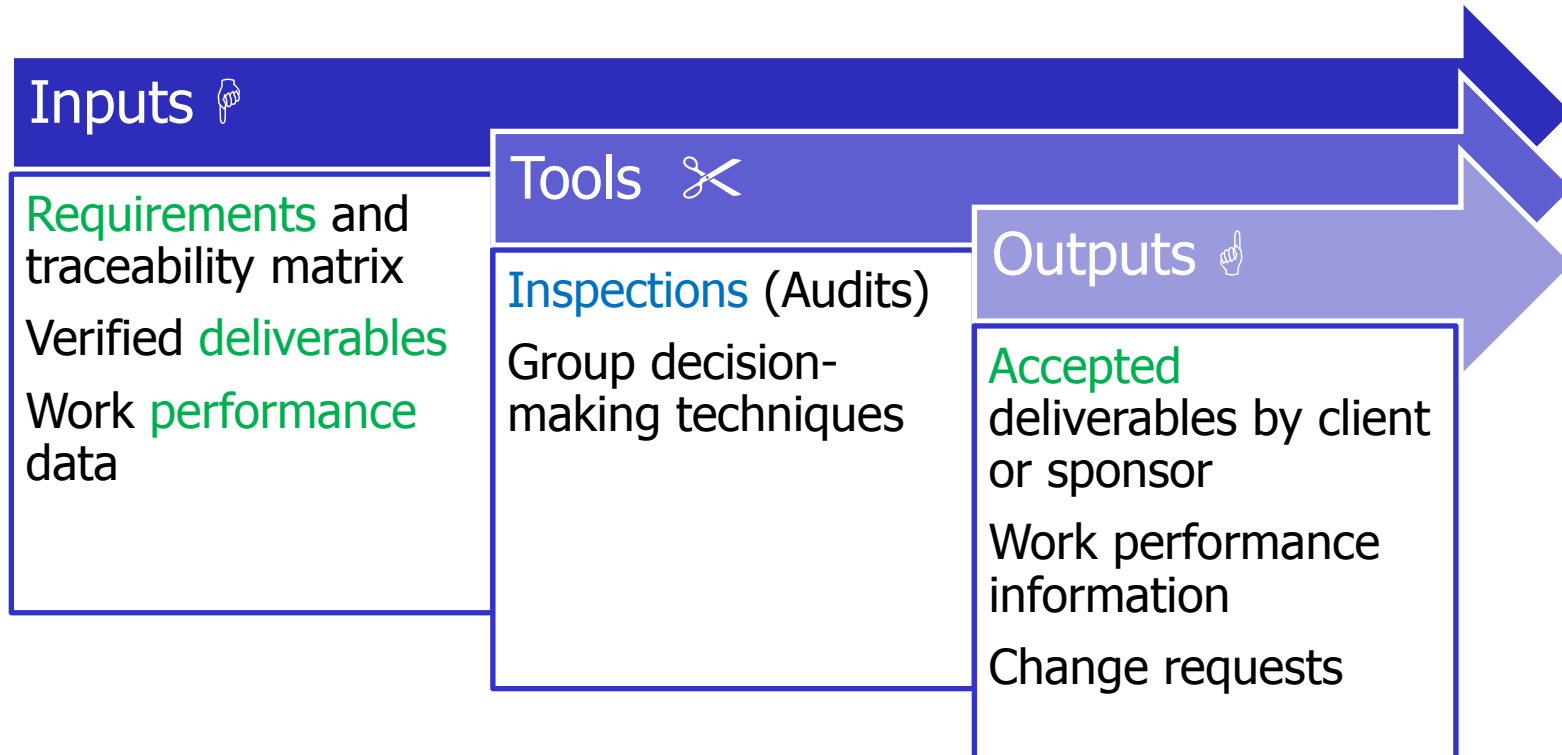 Inputs
Requirements and
traceability matrix
Verified deliverables
Work performance
data
Tools
Inspections (Audits)
Group decision-
making techniques
Outputs
Accepted
deliverables by client
or sponsor
Work performance
information
Change requests